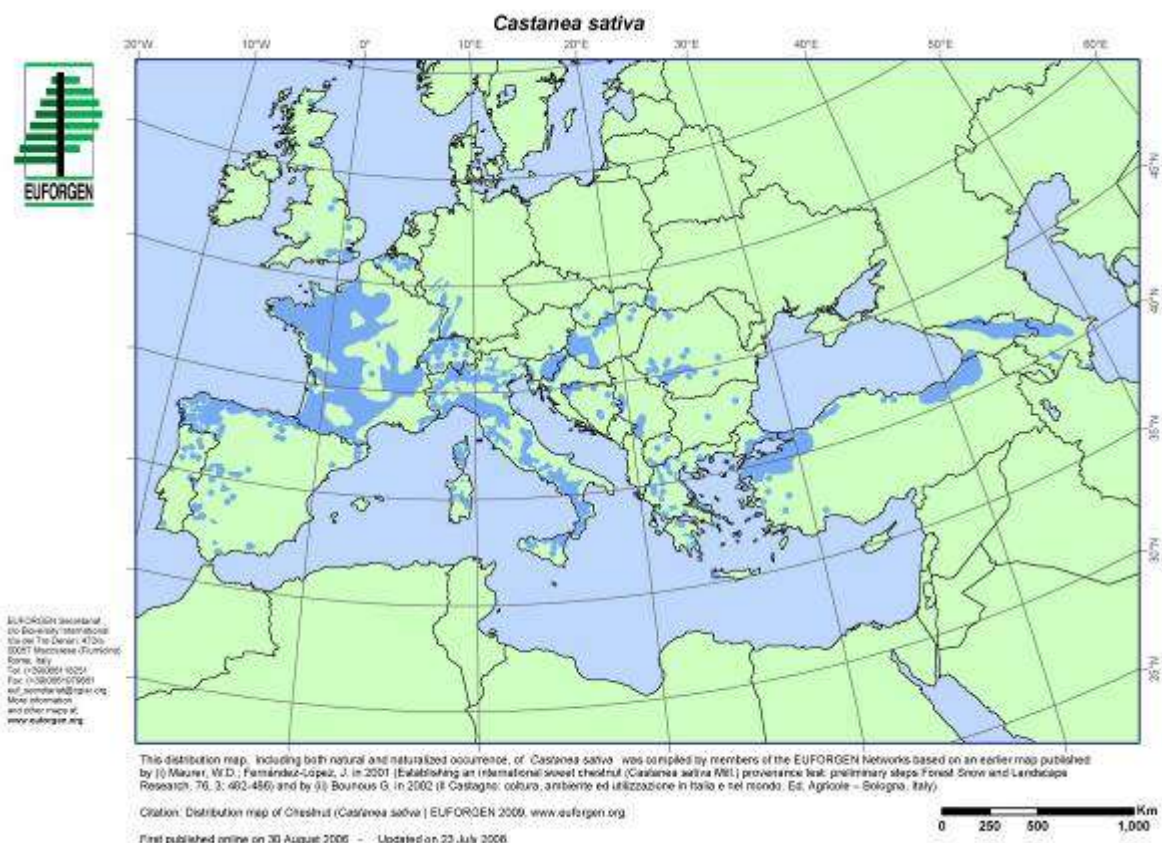 Castanea sativa
20°W 10°W 0° 10°E 20°E 30°E 40°E 50°E 60°E
EUFORGEN
45°N
40°N
35°N
30°N
25°N
EUFORGEN Secretariat
c/o Bioversity International
Rome, Italy
More information
and other maps at:
www.euforgen.org
This distribution map, including both natural and naturalized occurrence, of Castanea sativa was compiled by members of the EUFORGEN Networks based on an earlier map published
by (i) Maurer, W.D.; Fernández-López, J. in 2001 (Establishing an international sweet chestnut (Castanea sativa Mill.) provenance test: preliminary steps Forest Snow and Landscape
Research, 76, 3: 482-486) and by (ii) Bounous G. in 2002 (Il Castagno: coltura, ambiente ed utilizzazione in Italia e nel mondo. Ed. Agricole – Bologna, Italy).
Citation: Distribution map of Chestnut (Castanea sativa) EUFORGEN 2009, www.euforgen.org
First published online on 30 August 2006 - Updated on 23 July 2008
Km
0 250 500 1,000